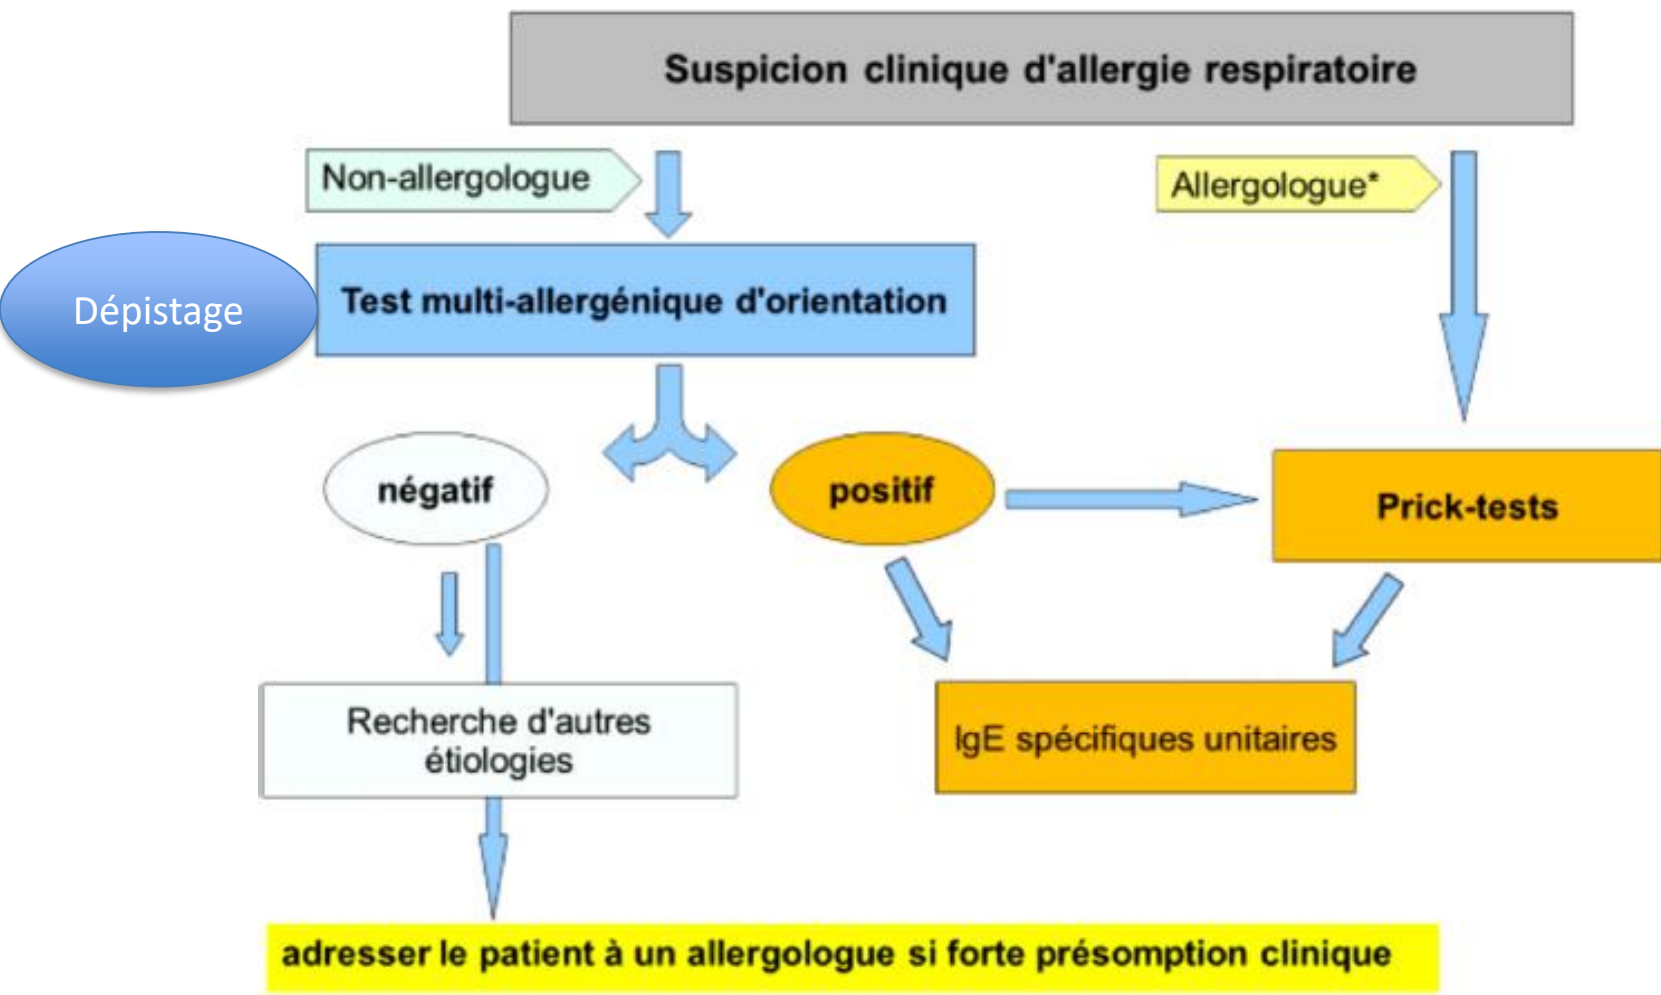 Suspicion clinique d'allergie respiratoire
Non-allergologue
Allergologue*
Dépistage
Test multi-allergénique d'orientation
négatif
positif
Prick-tests
Recherche d'autres
étiologies
IgE spécifiques unitaires
adresser le patient à un allergologue si forte présomption clinique